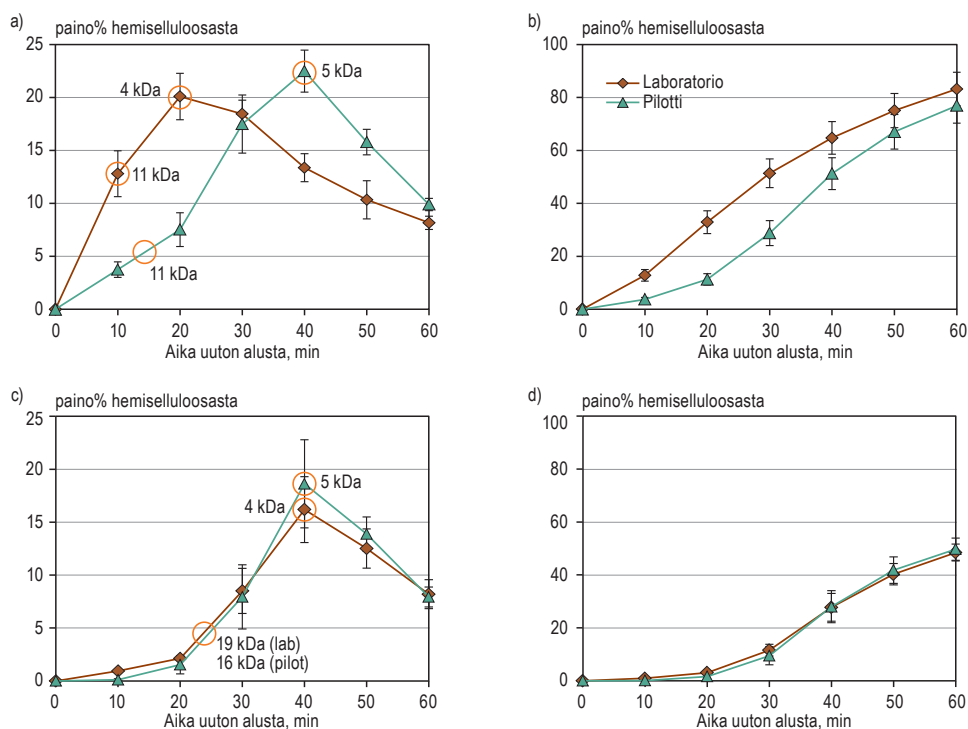 a)
paino% hemiselluloosasta
25
20
15
10
5
0
4 kDa
5 kDa
11 kDa
11 kDa
0 10 20 30 40 50 60
Aika uuton alusta, min
b)
paino% hemiselluloosasta
100
80
60
40
20
0
Laboratorio
Pilotti
0 10 20 30 40 50 60
Aika uuton alusta, min
c)
paino% hemiselluloosasta
25
20
15
10
5
0
5 kDa
4 kDa
19 kDa (lab)
16 kDa (pilot)
0 10 20 30 40 50 60
Aika uuton alusta, min
d)
paino% hemiselluloosasta
100
80
60
40
20
0
0 10 20 30 40 50 60
Aika uuton alusta, min